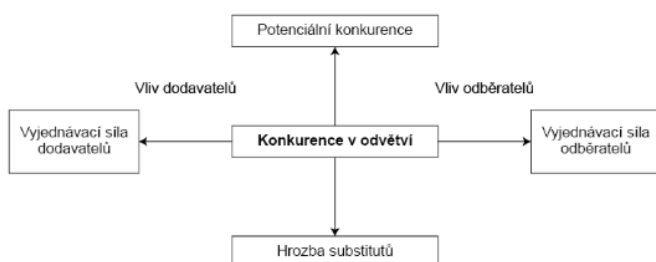 Potenciální konkurence
Vliv dodavatelů
Vliv odběratelů
Vyjednávací síla
dodavatelů
Konkurence v odvětví
Vyjednávací síla
odběratelů
Hrozba substitutů